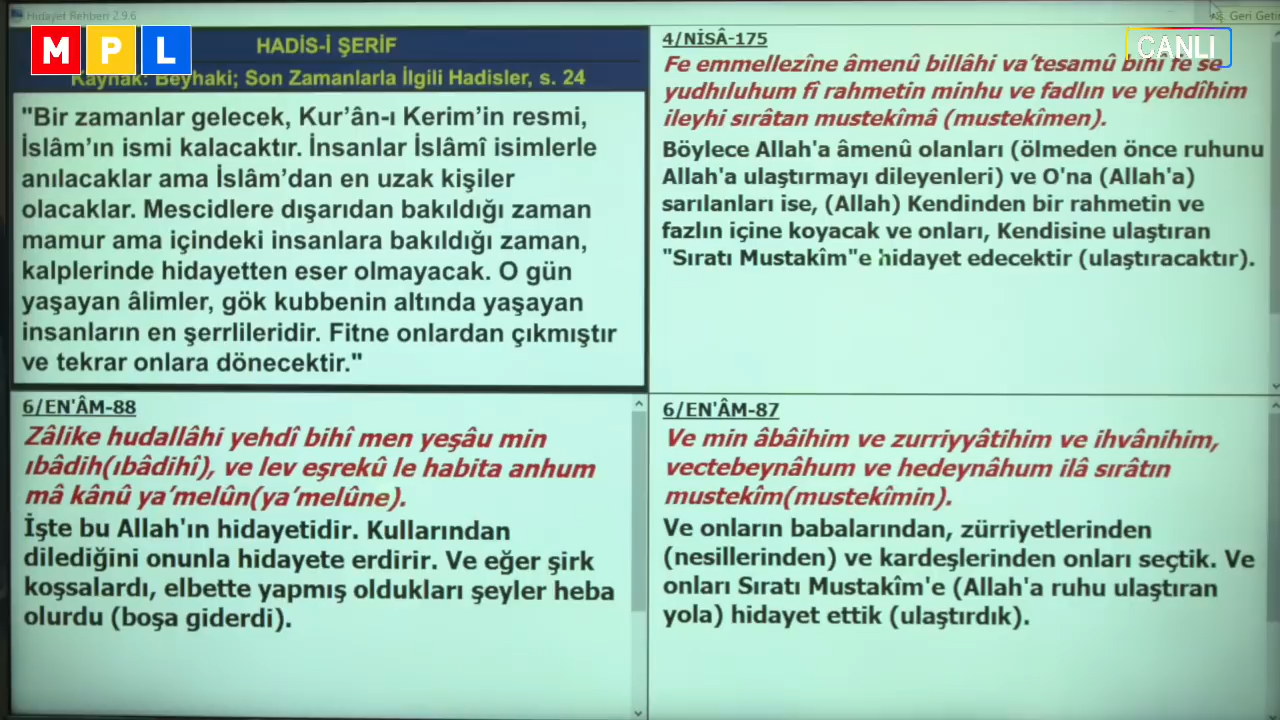 Hidayet Rehberi 2.9.6
Geri Getir
MPL
CANLI
HADİS-İ ŞERİF
Kaynak: Beyhaki; Son Zamanlarla İlgili Hadisler, s. 24
"Bir zamanlar gelecek, Kur’ân-ı Kerim’in resmi,
İslâm’ın ismi kalacaktır. İnsanlar İslâmî isimlerle
anılacaklar ama İslâm’dan en uzak kişiler
olacaklar. Mescidlere dışarıdan bakıldığı zaman
mamur ama içindeki insanlara bakıldığı zaman,
kalplerinde hidayetten eser olmayacak. O gün
yaşayan âlimler, gök kubbenin altında yaşayan
insanların en şerrlileridir. Fitne onlardan çıkmıştır
ve tekrar onlara dönecektir."
4/NİSÂ-175
Fe emmellezîne âmenû billâhi va’tesamû bihî fe se
yudhıluhum fî rahmetin minhu ve fadlın ve yehdîhim
ileyhi sırâtan mustekîmâ (mustekîmen).
Böylece Allah'a âmenû olanları (ölmeden önce ruhunu
Allah'a ulaştırmayı dileyenleri) ve O'na (Allah'a)
sarılanları ise, (Allah) Kendinden bir rahmetin ve
fazlın içine koyacak ve onları, Kendisine ulaştıran
"Sıratı Mustakîm"e hidayet edecektir (ulaştıracaktır).
6/EN'ÂM-88
Zâlike hudallâhi yehdî bihî men yeşâu min
ıbâdih(ıbâdihî), ve lev eşrekû le habita anhum
mâ kânû ya’melûn(ya’melûne).
İşte bu Allah'ın hidayetidir. Kullarından
dilediğini onunla hidayete erdirir. Ve eğer şirk
koşsalardı, elbette yapmış oldukları şeyler heba
olurdu (boşa giderdi).
6/EN'ÂM-87
Ve min âbâihim ve zurriyyâtihim ve ihvânihim,
vectebeynâhum ve hedeynâhum ilâ sırâtın
mustekîm(mustekîmin).
Ve onların babalarından, zürriyetlerinden
(nesillerinden) ve kardeşlerinden onları seçtik. Ve
onları Sıratı Mustakîm'e (Allah'a ruhu ulaştıran
yola) hidayet ettik (ulaştırdık).